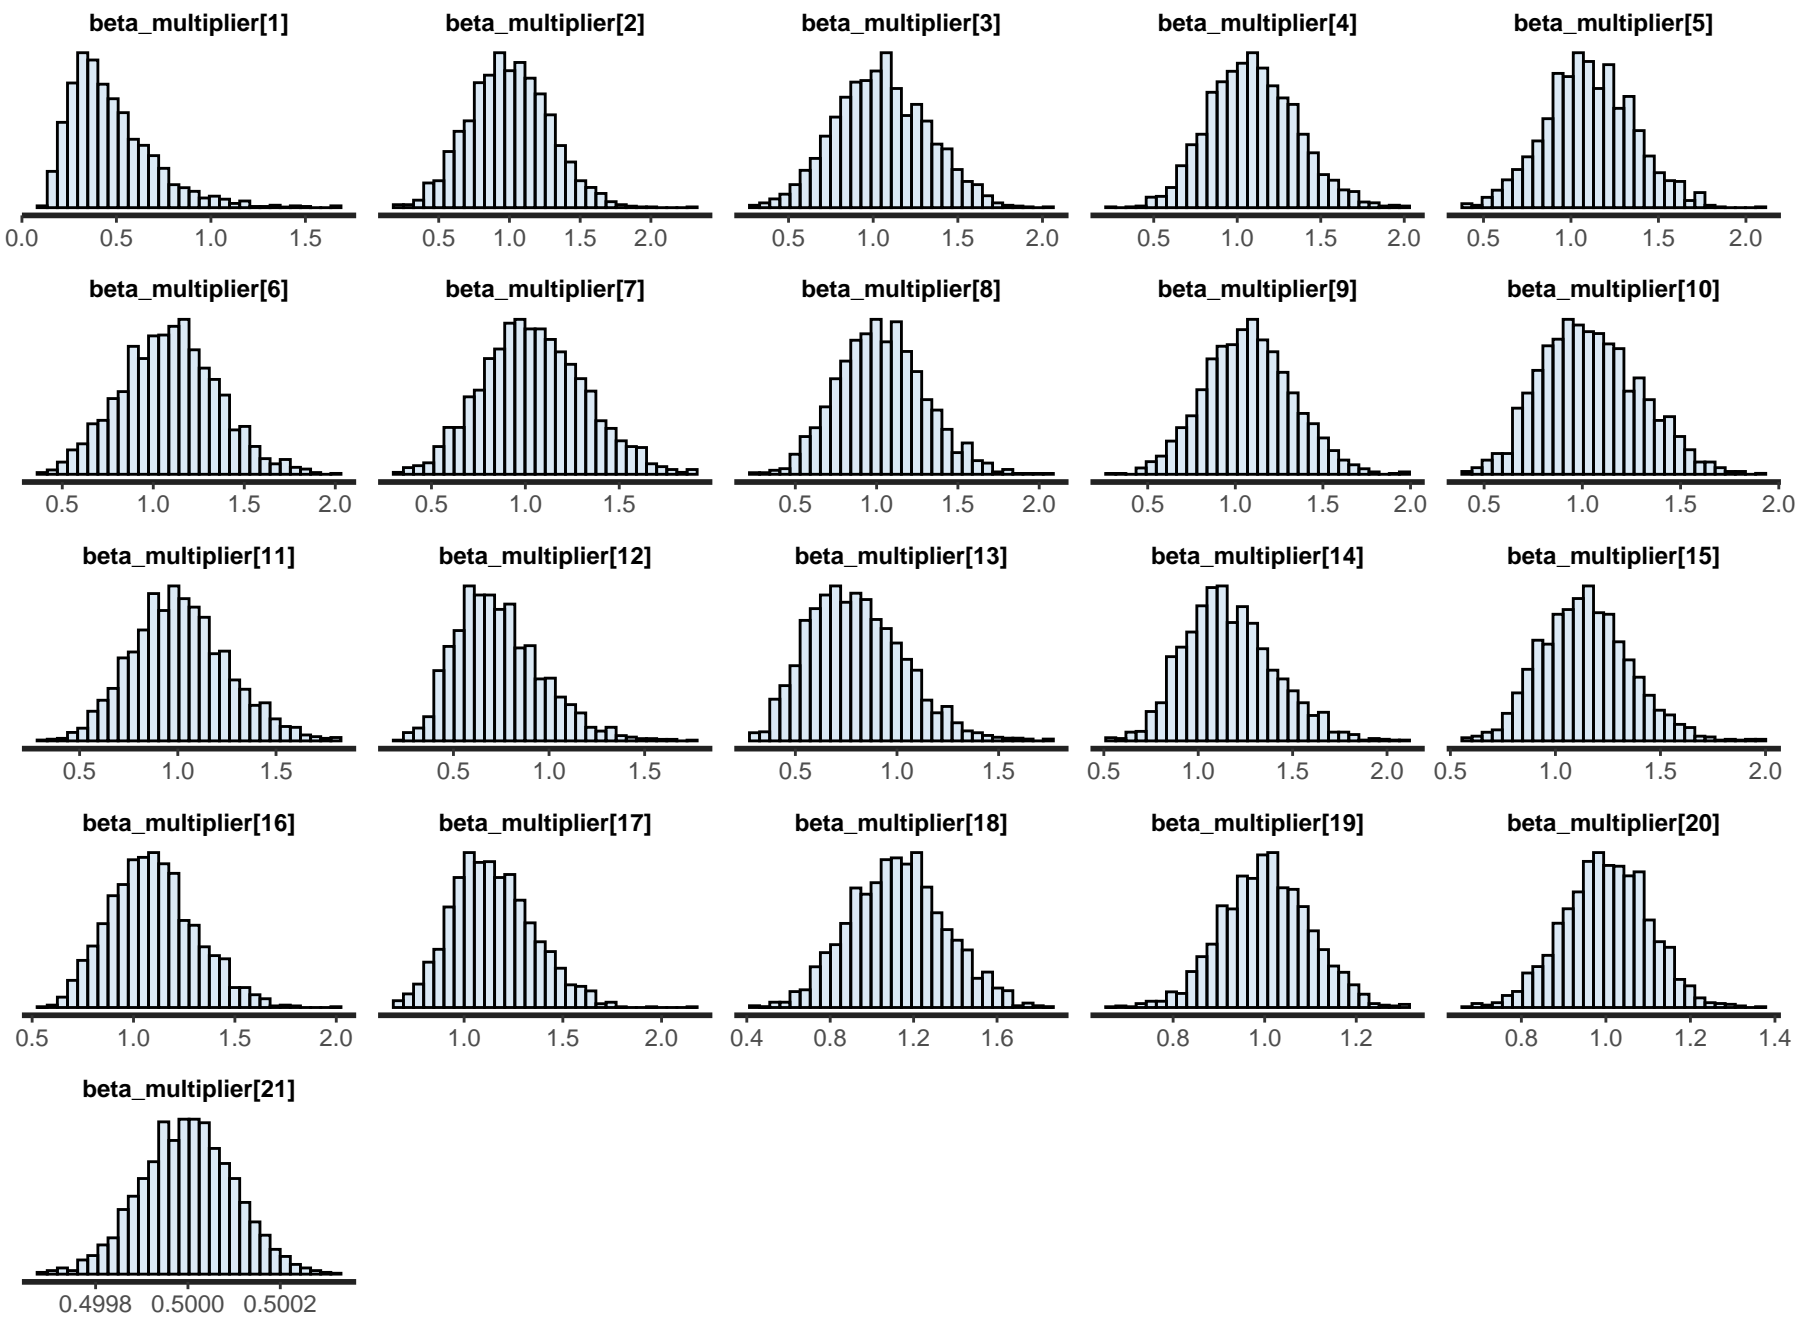 beta_multiplier[1] beta_multiplier[2] beta_multiplier[3] beta_multiplier[4] beta_multiplier[5]
0.0 0.5 1.0 1.5 0.5 1.0 1.5 2.0 0.5 1.0 1.5 2.0 0.5 1.0 1.5 2.0 0.5 1.0 1.5 2.0
beta_multiplier[6] beta_multiplier[7] beta_multiplier[8] beta_multiplier[9] beta_multiplier[10]
0.5 1.0 1.5 2.0 0.5 1.0 1.5 0.5 1.0 1.5 2.0 0.5 1.0 1.5 2.0 0.5 1.0 1.5 2.0
beta_multiplier[11] beta_multiplier[12] beta_multiplier[13] beta_multiplier[14] beta_multiplier[15]
0.5 1.0 1.5 0.5 1.0 1.5 0.5 1.0 1.5 0.5 1.0 1.5 2.0 0.5 1.0 1.5 2.0
beta_multiplier[16] beta_multiplier[17] beta_multiplier[18] beta_multiplier[19] beta_multiplier[20]
0.5 1.0 1.5 2.0 1.0 1.5 2.0 0.4 0.8 1.2 1.6 0.8 1.0 1.2 0.8 1.0 1.2 1.4
beta_multiplier[21]
0.4998 0.5000 0.5002